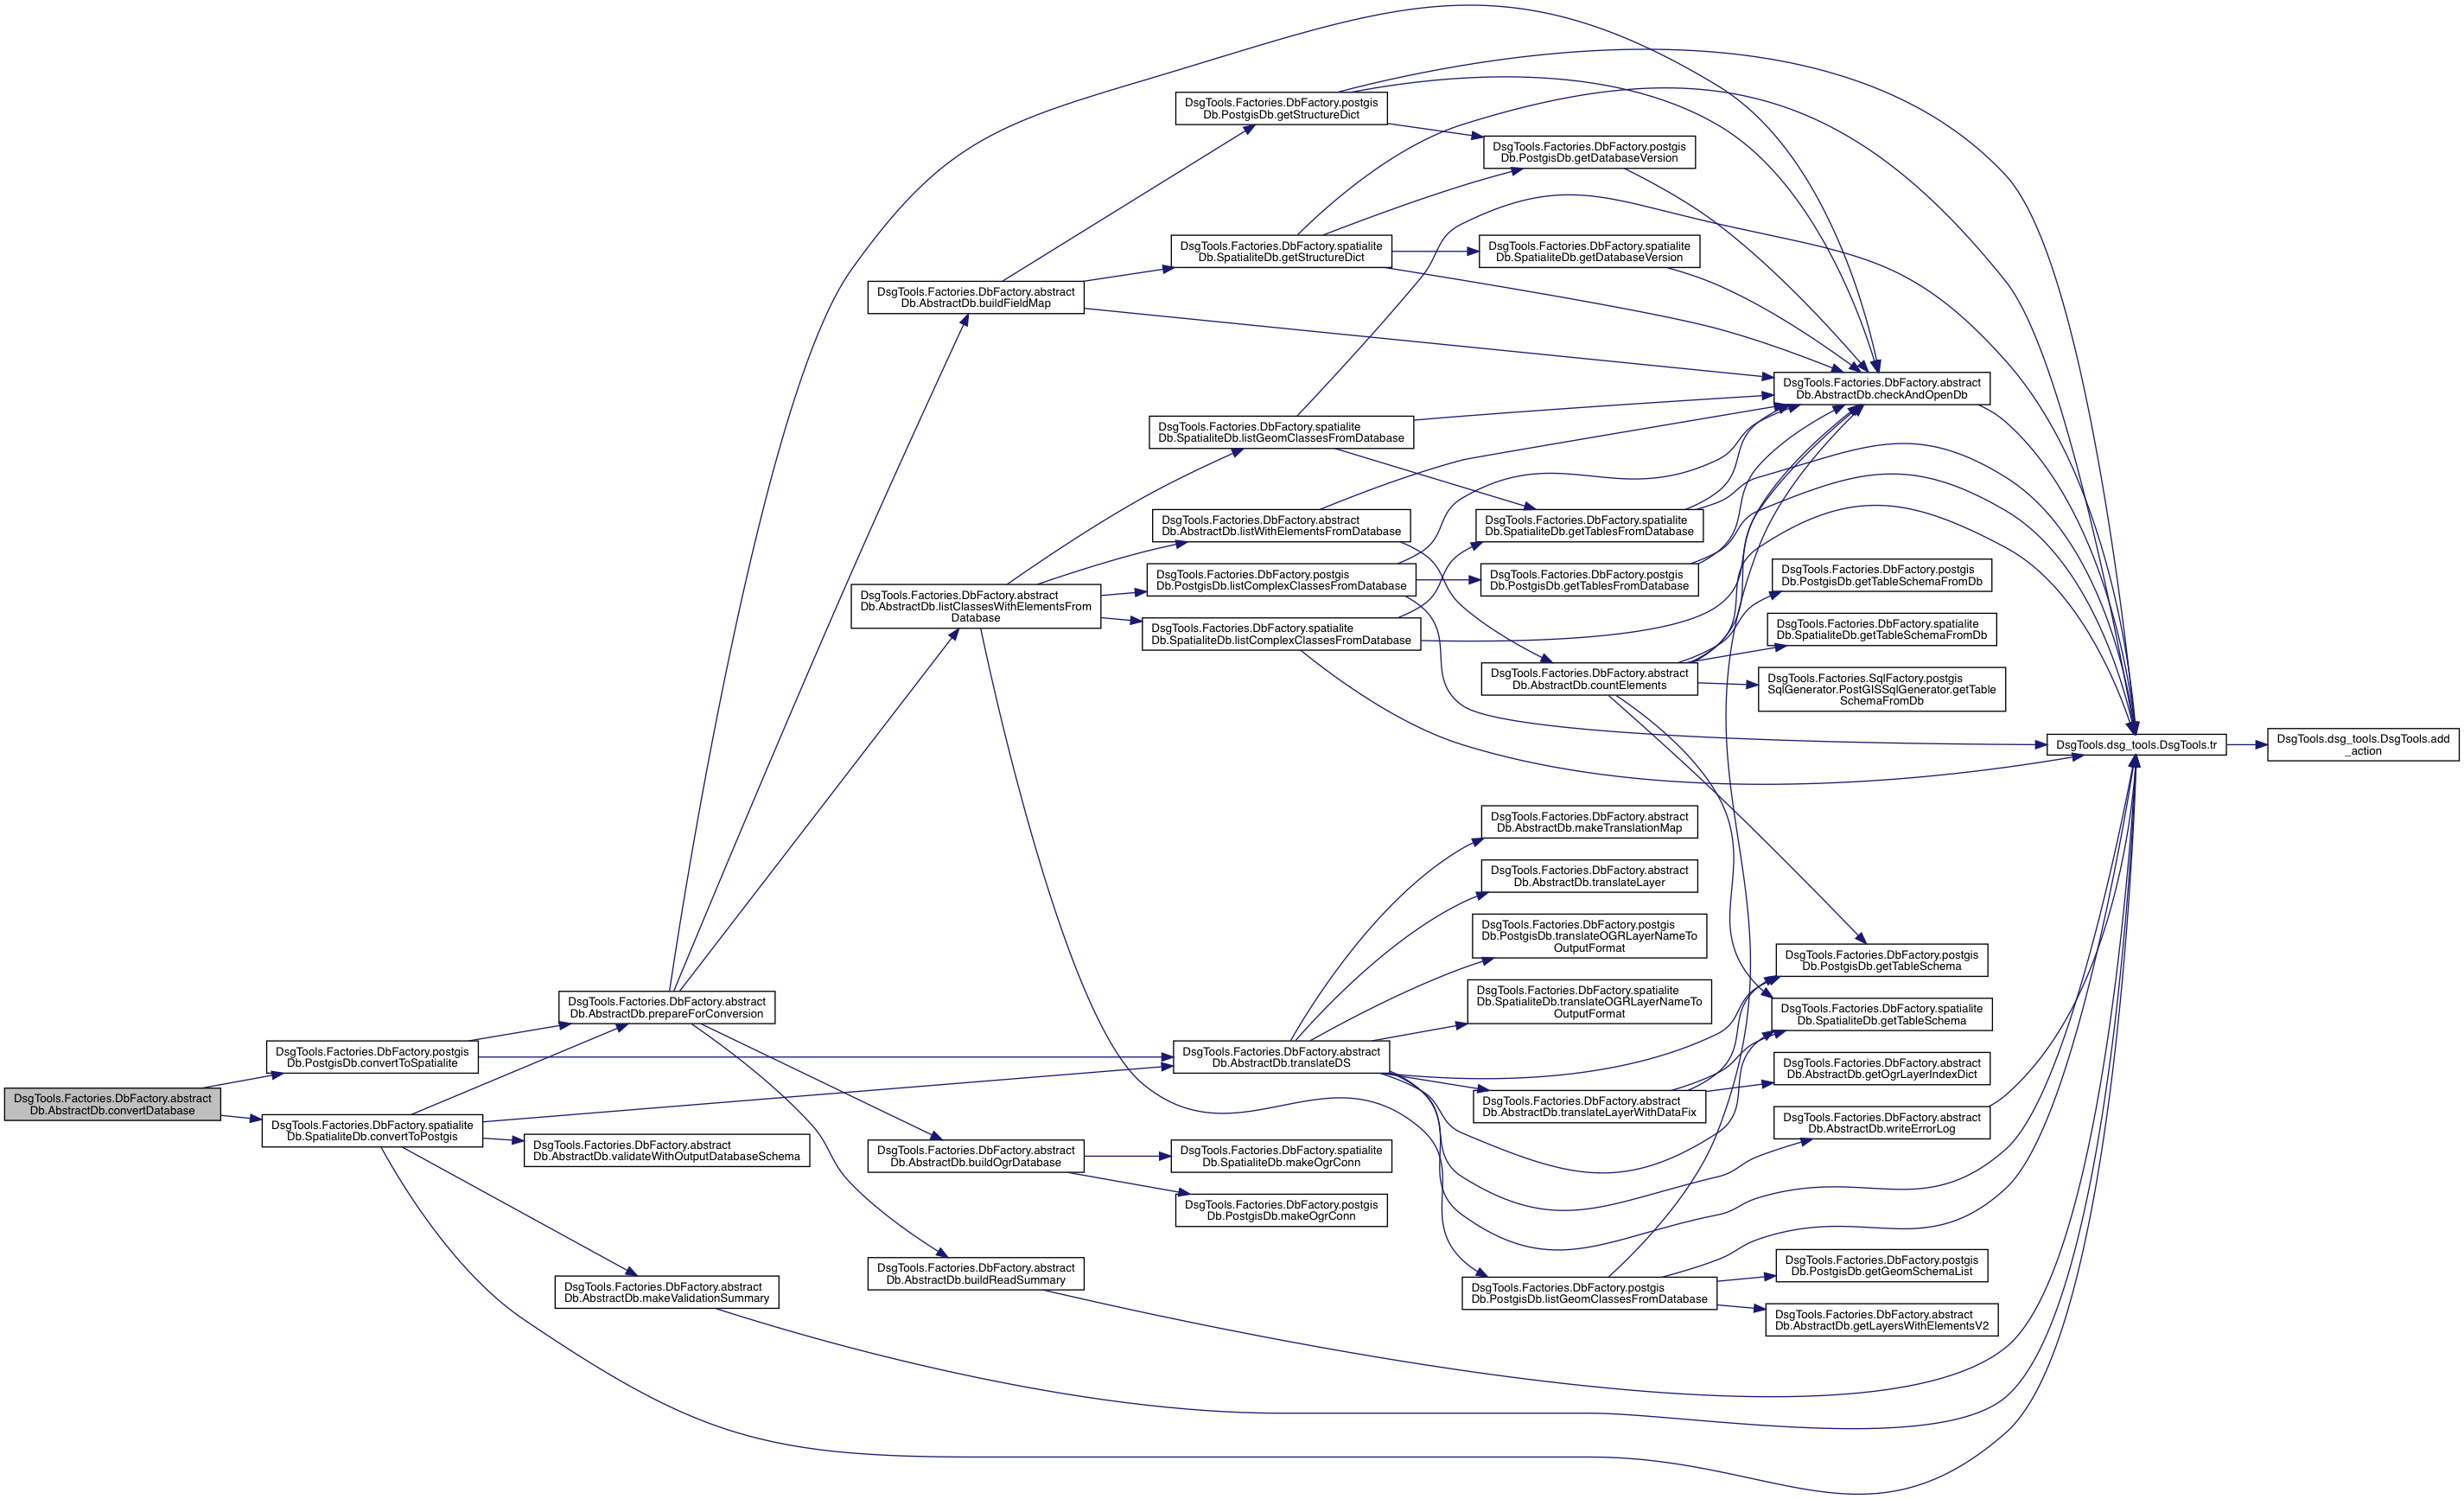 DsgTools.Factories.DbFactory.abstract
Db.AbstractDb.convertDatabase
DsgTools.Factories.DbFactory.postgis
Db.PostgisDb.convertToSpatialite
DsgTools.Factories.DbFactory.spatialite
Db.SpatialiteDb.convertToPostgis
DsgTools.Factories.DbFactory.abstract
Db.AbstractDb.prepareForConversion
DsgTools.Factories.DbFactory.abstract
Db.AbstractDb.validateWithOutputDatabaseSchema
DsgTools.Factories.DbFactory.abstract
Db.AbstractDb.makeValidationSummary
DsgTools.Factories.DbFactory.abstract
Db.AbstractDb.buildFieldMap
DsgTools.Factories.DbFactory.abstract
Db.AbstractDb.listClassesWithElementsFrom
Database
DsgTools.Factories.DbFactory.abstract
Db.AbstractDb.buildOgrDatabase
DsgTools.Factories.DbFactory.abstract
Db.AbstractDb.buildReadSummary
DsgTools.Factories.DbFactory.postgis
Db.PostgisDb.getStructureDict
DsgTools.Factories.DbFactory.spatialite
Db.SpatialiteDb.getStructureDict
DsgTools.Factories.DbFactory.spatialite
Db.SpatialiteDb.listGeomClassesFromDatabase
DsgTools.Factories.DbFactory.abstract
Db.AbstractDb.listWithElementsFromDatabase
DsgTools.Factories.DbFactory.postgis
Db.PostgisDb.listComplexClassesFromDatabase
DsgTools.Factories.DbFactory.spatialite
Db.SpatialiteDb.listComplexClassesFromDatabase
DsgTools.Factories.DbFactory.abstract
Db.AbstractDb.translateDS
DsgTools.Factories.DbFactory.spatialite
Db.SpatialiteDb.makeOgrConn
DsgTools.Factories.DbFactory.postgis
Db.PostgisDb.makeOgrConn
DsgTools.Factories.DbFactory.postgis
Db.PostgisDb.getDatabaseVersion
DsgTools.Factories.DbFactory.spatialite
Db.SpatialiteDb.getDatabaseVersion
DsgTools.Factories.DbFactory.spatialite
Db.SpatialiteDb.getTablesFromDatabase
DsgTools.Factories.DbFactory.postgis
Db.PostgisDb.getTablesFromDatabase
DsgTools.Factories.DbFactory.abstract
Db.AbstractDb.countElements
DsgTools.Factories.DbFactory.abstract
Db.AbstractDb.makeTranslationMap
DsgTools.Factories.DbFactory.abstract
Db.AbstractDb.translateLayer
DsgTools.Factories.DbFactory.postgis
Db.PostgisDb.translateOGRLayerNameTo
OutputFormat
DsgTools.Factories.DbFactory.spatialite
Db.SpatialiteDb.translateOGRLayerNameTo
OutputFormat
DsgTools.Factories.DbFactory.abstract
Db.AbstractDb.translateLayerWithDataFix
DsgTools.Factories.DbFactory.postgis
Db.PostgisDb.listGeomClassesFromDatabase
DsgTools.Factories.DbFactory.abstract
Db.AbstractDb.checkAndOpenDb
DsgTools.Factories.DbFactory.postgis
Db.PostgisDb.getTableSchemaFromDb
DsgTools.Factories.DbFactory.spatialite
Db.SpatialiteDb.getTableSchemaFromDb
DsgTools.Factories.SqlFactory.postgis
SqlGenerator.PostGISSqlGenerator.getTable
SchemaFromDb
DsgTools.Factories.DbFactory.postgis
Db.PostgisDb.getTableSchema
DsgTools.Factories.DbFactory.spatialite
Db.SpatialiteDb.getTableSchema
DsgTools.Factories.DbFactory.abstract
Db.AbstractDb.getOgrLayerIndexDict
DsgTools.Factories.DbFactory.abstract
Db.AbstractDb.writeErrorLog
DsgTools.Factories.DbFactory.postgis
Db.PostgisDb.getGeomSchemaList
DsgTools.Factories.DbFactory.abstract
Db.AbstractDb.getLayersWithElementsV2
DsgTools.dsg_tools.DsgTools.tr
DsgTools.dsg_tools.DsgTools.add
_action